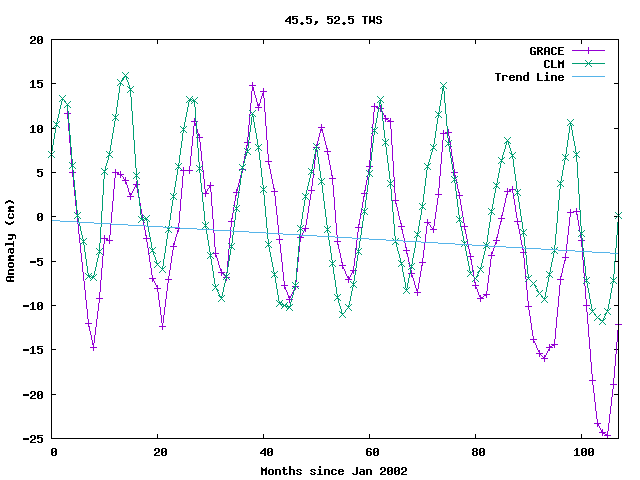 45.5, 52.5 TWS
GRACE
CLM
Trend Line
20
15
10
5
0
-5
-10
-15
-20
-25
Anomaly (cm)
0 20 40 60 80 100
Months since Jan 2002